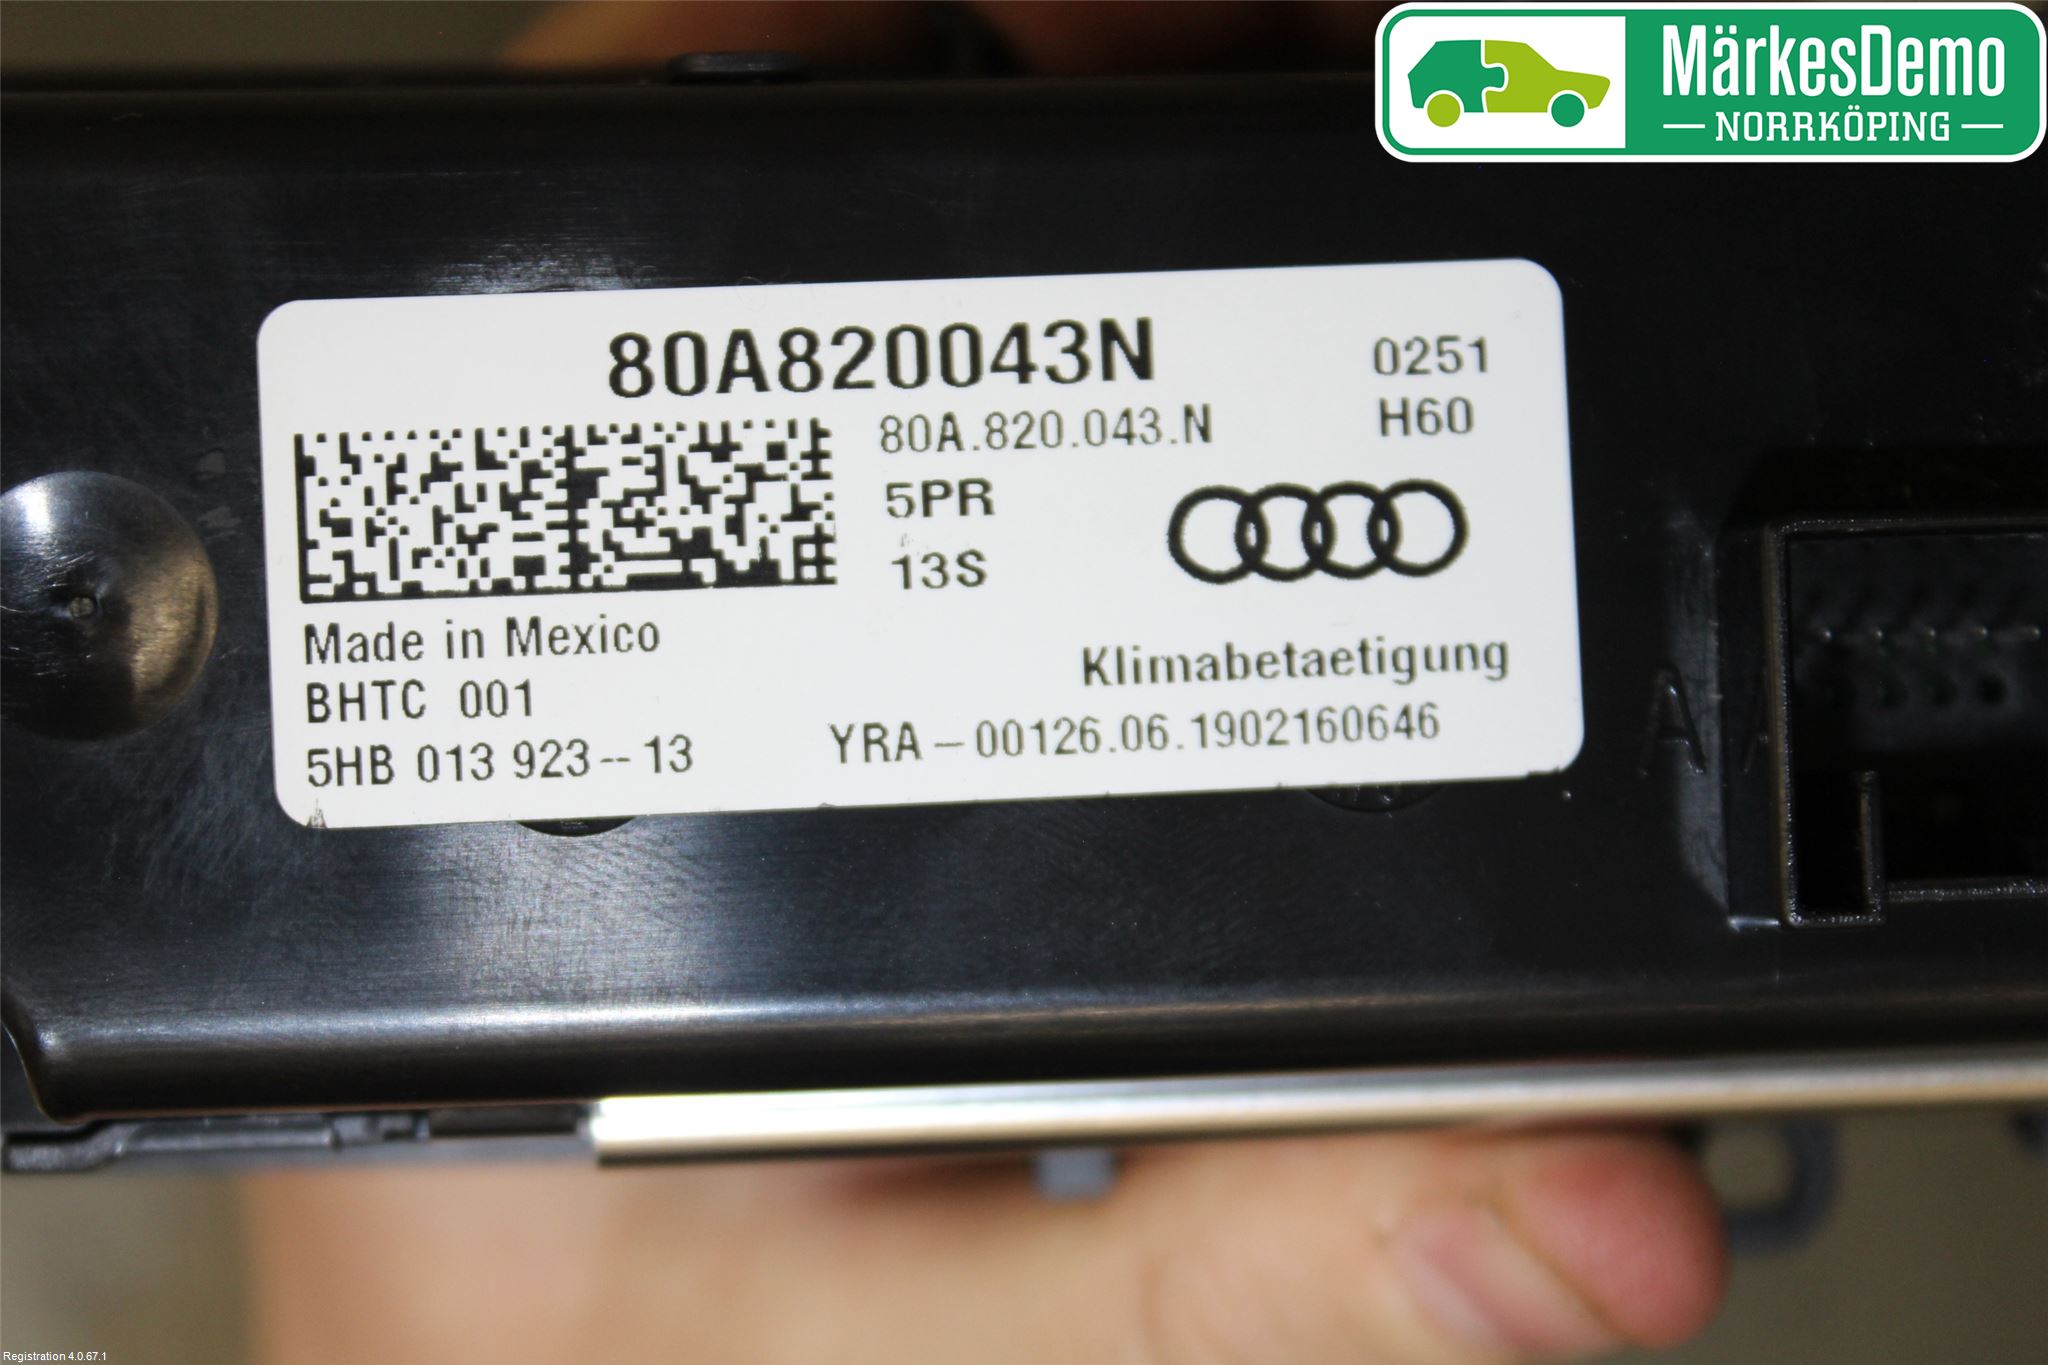 MärkesDemo
— NORRKÖPING —
80A820043N
0251
80A.820.043.N
H60
5PR
13S
Made in Mexico
Klimabetaetigung
BHTC 001
YRA-00126.06.1902160646
5HB 013 923--13
A A
Registration 4.0.67.1